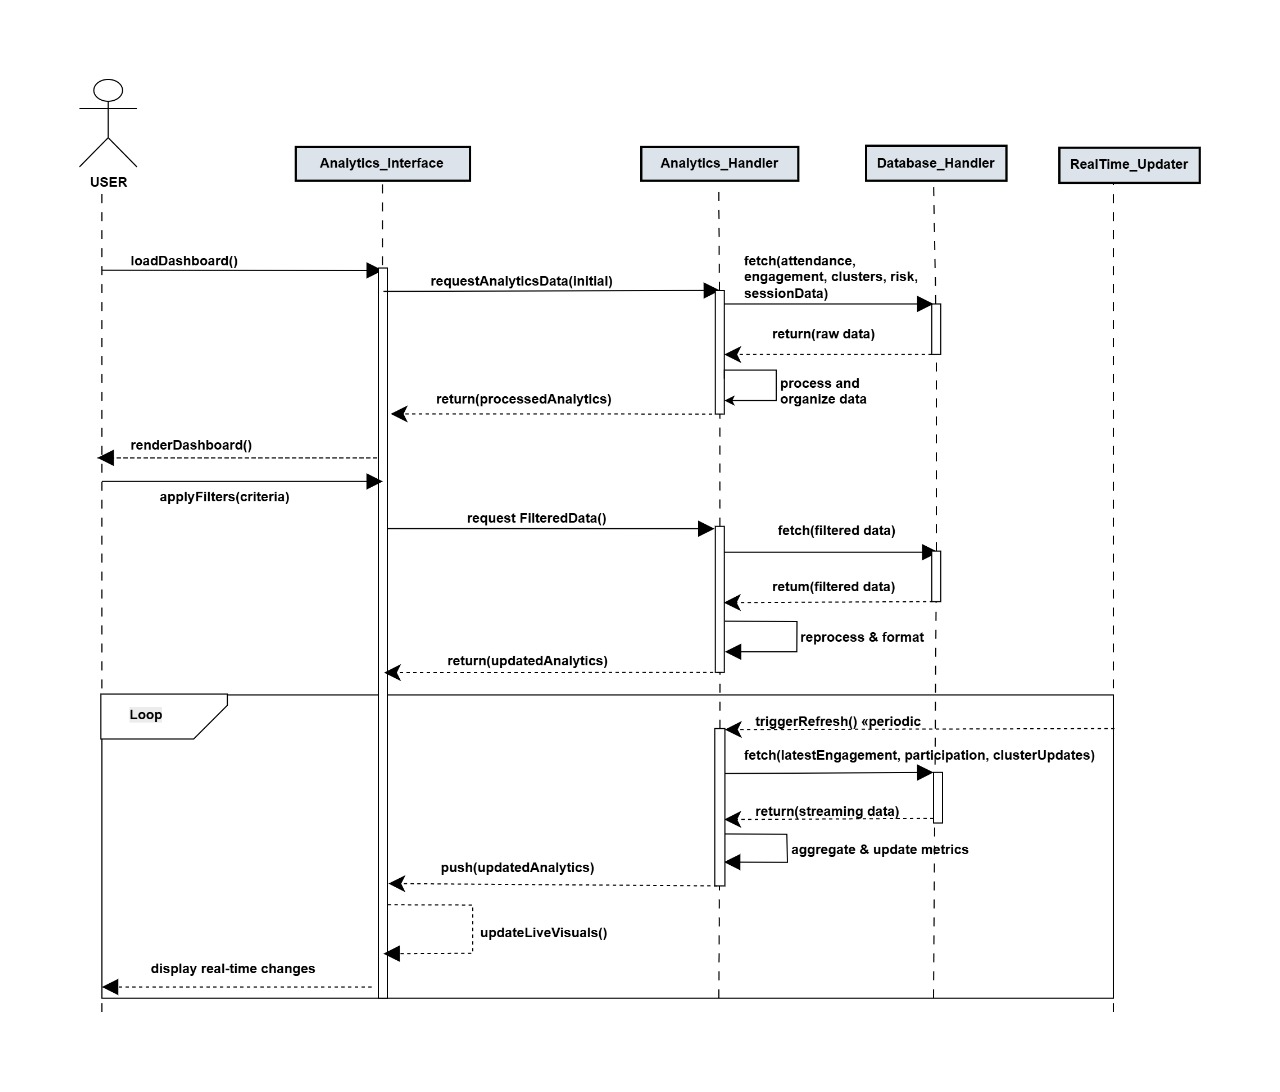 USER
Analytics_Interface
Analytics_Handler
Database_Handler
RealTime_Updater
loadDashboard()
requestAnalyticsData(initial)
fetch(attendance,
engagement, clusters, risk,
sessionData)
return(raw data)
process and
organize data
return(processedAnalytics)
renderDashboard()
applyFilters(criteria)
request FilteredData()
fetch(filtered data)
retum(filtered data)
reprocess & format
return(updatedAnalytics)
Loop
triggerRefresh() «periodic
fetch(latestEngagement, participation, clusterUpdates)
return(streaming data)
aggregate & update metrics
push(updatedAnalytics)
updateLiveVisuals()
display real-time changes